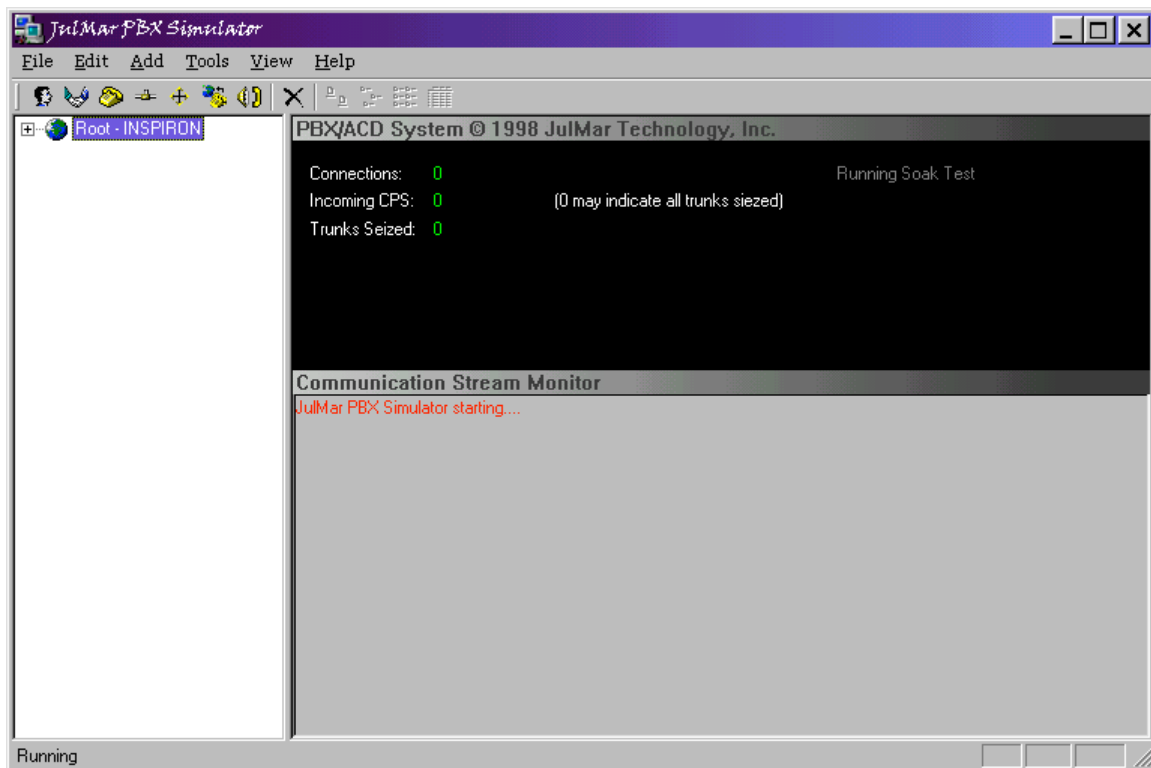 JulMar PBX Simulator
File Edit Add Tools View Help
Root - INSPIRON
PBX/ACD System © 1998 JulMar Technology, Inc.
Connections: 0 Running Soak Test
Incoming CPS: 0 (0 may indicate all trunks siezed)
Trunks Seized: 0
Communication Stream Monitor
JulMar PBX Simulator starting....
Running